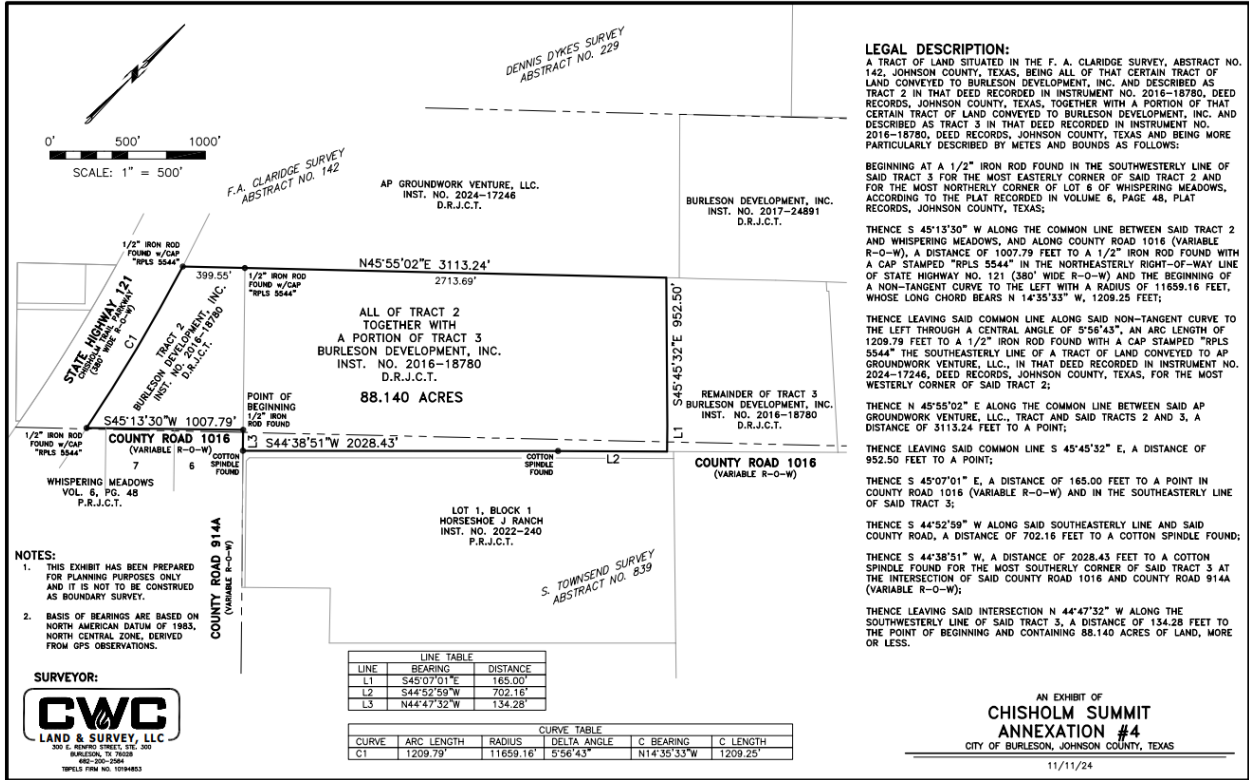 DENNIS DYKES SURVEY
ABSTRACT NO. 229
0' 500' 1000'
SCALE: 1" = 500'
F.A. CLARIDGE SURVEY
ABSTRACT NO. 142
AP GROUNDWORK VENTURE, LLC.
INST. NO. 2024-17246
D.R.J.C.T.
BURLESON DEVELOPMENT, INC.
INST. NO. 2017-24891
D.R.J.C.T.
1/2" IRON ROD
FOUND w/CAP
"RPLS 5544"
399.55'
1/2" IRON ROD
FOUND w/CAP
"RPLS 5544"
N45°55'02"E 3113.24'
2713.69'
STATE HIGHWAY 121
CHISHOLM TRAIL PARKWAY
(380' WIDE R-O-W)
C1
TRACT 2
BURLESON DEVELOPMENT, INC.
INST. NO. 2016-18780
D.R.J.C.T.
ALL OF TRACT 2
TOGETHER WITH
A PORTION OF TRACT 3
BURLESON DEVELOPMENT, INC.
INST. NO. 2016-18780
D.R.J.C.T.
88.140 ACRES
S45°45'32"E 952.50'
L1
REMAINDER OF TRACT 3
BURLESON DEVELOPMENT, INC.
INST. NO. 2016-18780
D.R.J.C.T.
POINT OF
BEGINNING
1/2" IRON
ROD FOUND
S45°13'30"W 1007.79'
1/2" IRON ROD
FOUND w/CAP
"RPLS 5544"
COUNTY ROAD 1016
(VARIABLE R-O-W)
7 6
L3
S44°38'51"W 2028.43'
COTTON
SPINDLE
FOUND
COTTON
SPINDLE
FOUND
L2
COUNTY ROAD 1016
(VARIABLE R-O-W)
WHISPERING MEADOWS
VOL. 6, PG. 48
P.R.J.C.T.
COUNTY ROAD 914A
(VARIABLE R-O-W)
LOT 1, BLOCK 1
HORSESHOE J RANCH
INST. NO. 2022-240
P.R.J.C.T.
S. TOWNSEND SURVEY
ABSTRACT NO. 839
NOTES:
1. THIS EXHIBIT HAS BEEN PREPARED
FOR PLANNING PURPOSES ONLY
AND IT IS NOT TO BE CONSTRUED
AS BOUNDARY SURVEY.
2. BASIS OF BEARINGS ARE BASED ON
NORTH AMERICAN DATUM OF 1983,
NORTH CENTRAL ZONE, DERIVED
FROM GPS OBSERVATIONS.
SURVEYOR:
CWC
LAND & SURVEY, LLC
300 E. RENFRO STREET, STE. 300
BURLESON, TX 76028
682-200-2564
TBPELS FIRM NO. 10194853
LINE TABLE
LINE BEARING DISTANCE
L1 S45°07'01"E 165.00'
L2 S44°52'59"W 702.16'
L3 N44°47'32"W 134.28'
CURVE TABLE
CURVE ARC LENGTH RADIUS DELTA ANGLE C BEARING C LENGTH
C1 1209.79' 11659.16' 5°56'43" N14°35'33"W 1209.25'
LEGAL DESCRIPTION:
A TRACT OF LAND SITUATED IN THE F. A. CLARIDGE SURVEY, ABSTRACT NO.
142, JOHNSON COUNTY, TEXAS, BEING ALL OF THAT CERTAIN TRACT OF
LAND CONVEYED TO BURLESON DEVELOPMENT, INC. AND DESCRIBED AS
TRACT 2 IN THAT DEED RECORDED IN INSTRUMENT NO. 2016-18780, DEED
RECORDS, JOHNSON COUNTY, TEXAS, TOGETHER WITH A PORTION OF THAT
CERTAIN TRACT OF LAND CONVEYED TO BURLESON DEVELOPMENT, INC. AND
DESCRIBED AS TRACT 3 IN THAT DEED RECORDED IN INSTRUMENT NO.
2016-18780, DEED RECORDS, JOHNSON COUNTY, TEXAS AND BEING MORE
PARTICULARLY DESCRIBED BY METES AND BOUNDS AS FOLLOWS:
BEGINNING AT A 1/2" IRON ROD FOUND IN THE SOUTHWESTERLY LINE OF
SAID TRACT 3 FOR THE MOST EASTERLY CORNER OF SAID TRACT 2 AND
FOR THE MOST NORTHERLY CORNER OF LOT 6 OF WHISPERING MEADOWS,
ACCORDING TO THE PLAT RECORDED IN VOLUME 6, PAGE 48, PLAT
RECORDS, JOHNSON COUNTY, TEXAS;
THENCE S 45°13'30" W ALONG THE COMMON LINE BETWEEN SAID TRACT 2
AND WHISPERING MEADOWS, AND ALONG COUNTY ROAD 1016 (VARIABLE
R-O-W), A DISTANCE OF 1007.79 FEET TO A 1/2" IRON ROD FOUND WITH
A CAP STAMPED "RPLS 5544" IN THE NORTHEASTERLY RIGHT-OF-WAY LINE
OF STATE HIGHWAY NO. 121 (380' WIDE R-O-W) AND THE BEGINNING OF
A NON-TANGENT CURVE TO THE LEFT WITH A RADIUS OF 11659.16 FEET,
WHOSE LONG CHORD BEARS N 14°35'33" W, 1209.25 FEET;
THENCE LEAVING SAID COMMON LINE ALONG SAID NON-TANGENT CURVE TO
THE LEFT THROUGH A CENTRAL ANGLE OF 5°56'43", AN ARC LENGTH OF
1209.79 FEET TO A 1/2" IRON ROD FOUND WITH A CAP STAMPED "RPLS
5544" THE SOUTHEASTERLY LINE OF A TRACT OF LAND CONVEYED TO AP
GROUNDWORK VENTURE, LLC., IN THAT DEED RECORDED IN INSTRUMENT NO.
2024-17246, DEED RECORDS, JOHNSON COUNTY, TEXAS, FOR THE MOST
WESTERLY CORNER OF SAID TRACT 2;
THENCE N 45°55'02" E ALONG THE COMMON LINE BETWEEN SAID AP
GROUNDWORK VENTURE, LLC., TRACT AND SAID TRACTS 2 AND 3, A
DISTANCE OF 3113.24 FEET TO A POINT;
THENCE LEAVING SAID COMMON LINE S 45°45'32" E, A DISTANCE OF
952.50 FEET TO A POINT;
THENCE S 45°07'01" E, A DISTANCE OF 165.00 FEET TO A POINT IN
COUNTY ROAD 1016 (VARIABLE R-O-W) AND IN THE SOUTHEASTERLY LINE
OF SAID TRACT 3;
THENCE S 44°52'59" W ALONG SAID SOUTHEASTERLY LINE AND SAID
COUNTY ROAD, A DISTANCE OF 702.16 FEET TO A COTTON SPINDLE FOUND;
THENCE S 44°38'51" W, A DISTANCE OF 2028.43 FEET TO A COTTON
SPINDLE FOUND FOR THE MOST SOUTHERLY CORNER OF SAID TRACT 3 AT
THE INTERSECTION OF SAID COUNTY ROAD 1016 AND COUNTY ROAD 914A
(VARIABLE R-O-W);
THENCE LEAVING SAID INTERSECTION N 44°47'32" W ALONG THE
SOUTHWESTERLY LINE OF SAID TRACT 3, A DISTANCE OF 134.28 FEET TO
THE POINT OF BEGINNING AND CONTAINING 88.140 ACRES OF LAND, MORE
OR LESS.
AN EXHIBIT OF
CHISHOLM SUMMIT
ANNEXATION #4
CITY OF BURLESON, JOHNSON COUNTY, TEXAS
11/11/24